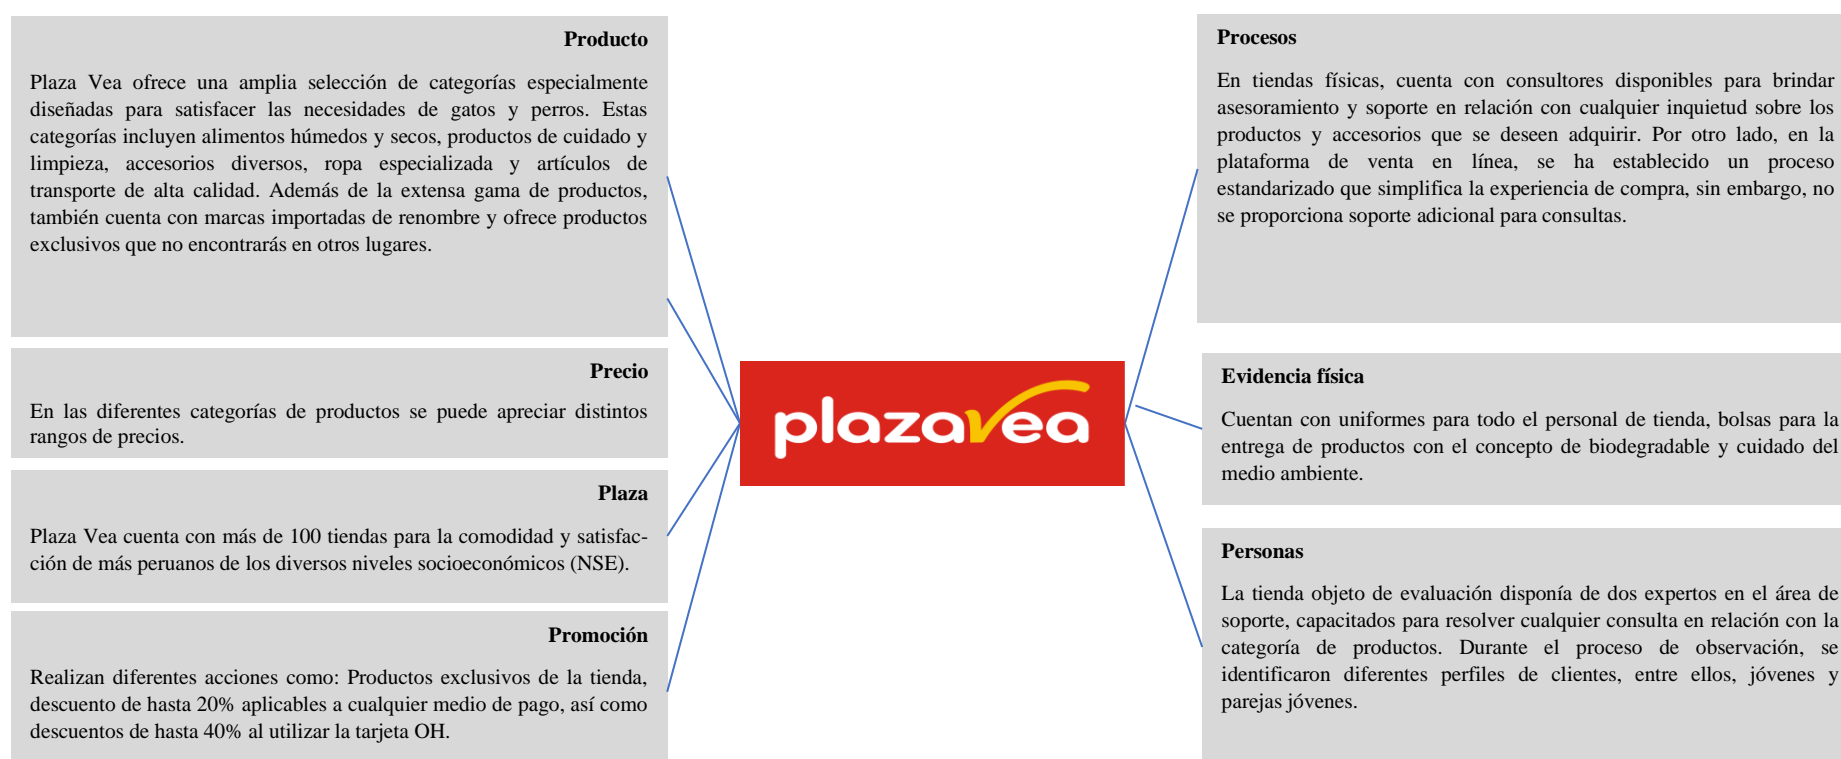 Producto
Plaza Vea ofrece una amplia selección de categorías especialmente
diseñadas para satisfacer las necesidades de gatos y perros. Estas
categorías incluyen alimentos húmedos y secos, productos de cuidado y
limpieza, accesorios diversos, ropa especializada y artículos de
transporte de alta calidad. Además de la extensa gama de productos,
también cuenta con marcas importadas de renombre y ofrece productos
exclusivos que no encontrarás en otros lugares.
Precio
En las diferentes categorías de productos se puede apreciar distintos
rangos de precios.
Plaza
Plaza Vea cuenta con más de 100 tiendas para la comodidad y satisfac-
ción de más peruanos de los diversos niveles socioeconómicos (NSE).
Promoción
Realizan diferentes acciones como: Productos exclusivos de la tienda,
descuento de hasta 20% aplicables a cualquier medio de pago, así como
descuentos de hasta 40% al utilizar la tarjeta OH.
plazavea
Procesos
En tiendas físicas, cuenta con consultores disponibles para brindar
asesoramiento y soporte en relación con cualquier inquietud sobre los
productos y accesorios que se deseen adquirir. Por otro lado, en la
plataforma de venta en línea, se ha establecido un proceso
estandarizado que simplifica la experiencia de compra, sin embargo, no
se proporciona soporte adicional para consultas.
Evidencia física
Cuentan con uniformes para todo el personal de tienda, bolsas para la
entrega de productos con el concepto de biodegradable y cuidado del
medio ambiente.
Personas
La tienda objeto de evaluación disponía de dos expertos en el área de
soporte, capacitados para resolver cualquier consulta en relación con la
categoría de productos. Durante el proceso de observación, se
identificaron diferentes perfiles de clientes, entre ellos, jóvenes y
parejas jóvenes.